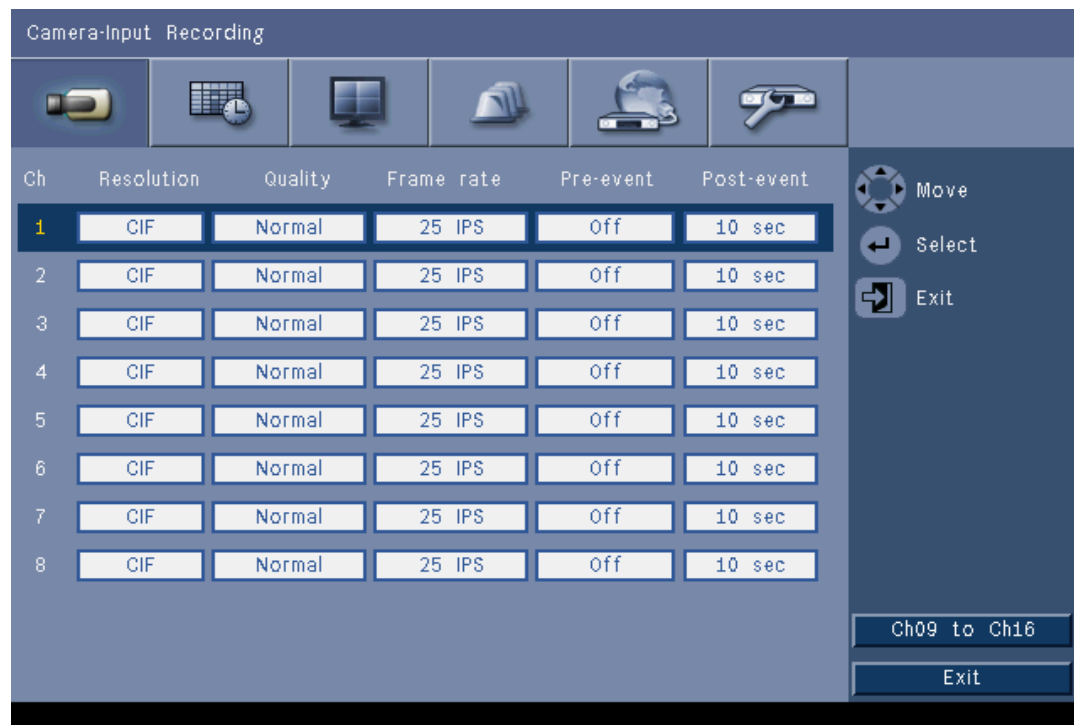 Camera-Input Recording
Ch Resolution Quality Frame rate Pre-event Post-event
1 CIF Normal 25 IPS Off 10 sec
2 CIF Normal 25 IPS Off 10 sec
3 CIF Normal 25 IPS Off 10 sec
4 CIF Normal 25 IPS Off 10 sec
5 CIF Normal 25 IPS Off 10 sec
6 CIF Normal 25 IPS Off 10 sec
7 CIF Normal 25 IPS Off 10 sec
8 CIF Normal 25 IPS Off 10 sec
Move
Select
Exit
Ch09 to Ch16
Exit